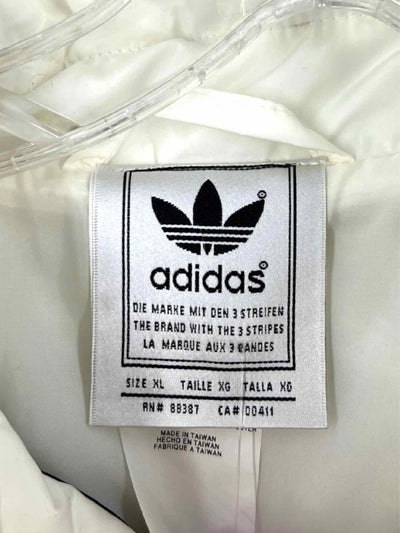 adidas®
DIE MARKE MIT DEN 3 STREIFEN
THE BRAND WITH THE 3 STRIPES
LA MARQUE AUX 3 BANDES
SIZE XL TAILLE XG TALLA XG
RN# 88387 CA# 00411
MADE IN TAIWAN
HECHO EN TAIWAN
FABRIQUE A TAIWAN